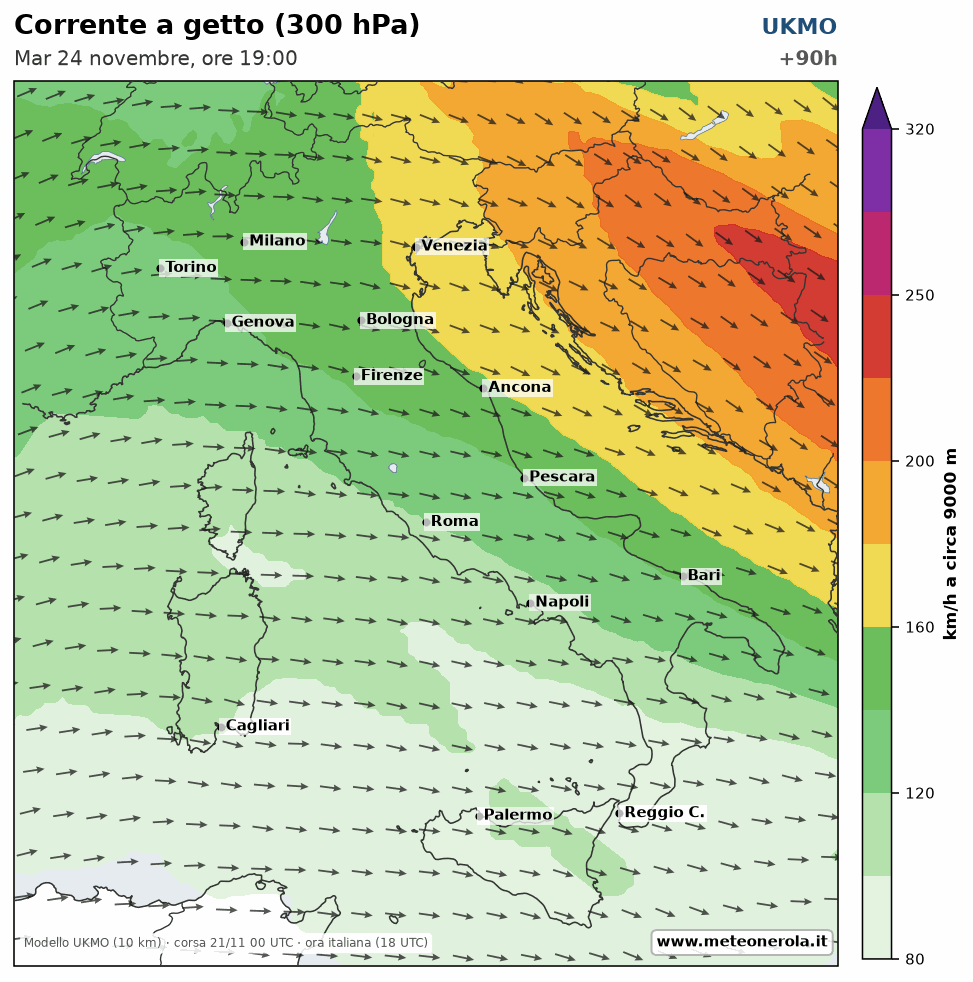 Corrente a getto (300 hPa)
UKMO
Mar 24 novembre, ore 19:00
+90h
320
Milano
Venezia
Torino
250
Genova
Bologna
Firenze
Ancona
200
Pescara
Roma
Bari
Napoli
160
km/h a circa 9000 m
Cagliari
120
Palermo
Reggio C.
Modello UKMO (10 km) · corsa 21/11 00 UTC · ora italiana (18 UTC)
www.meteonerola.it
80